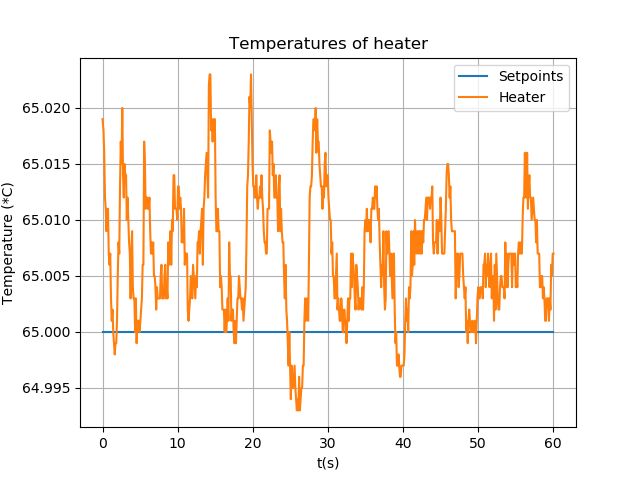 Temperatures of heater
Setpoints
Heater
65.020
65.015
65.010
65.005
65.000
64.995
Temperature (*C)
0 10 20 30 40 50 60
t(s)